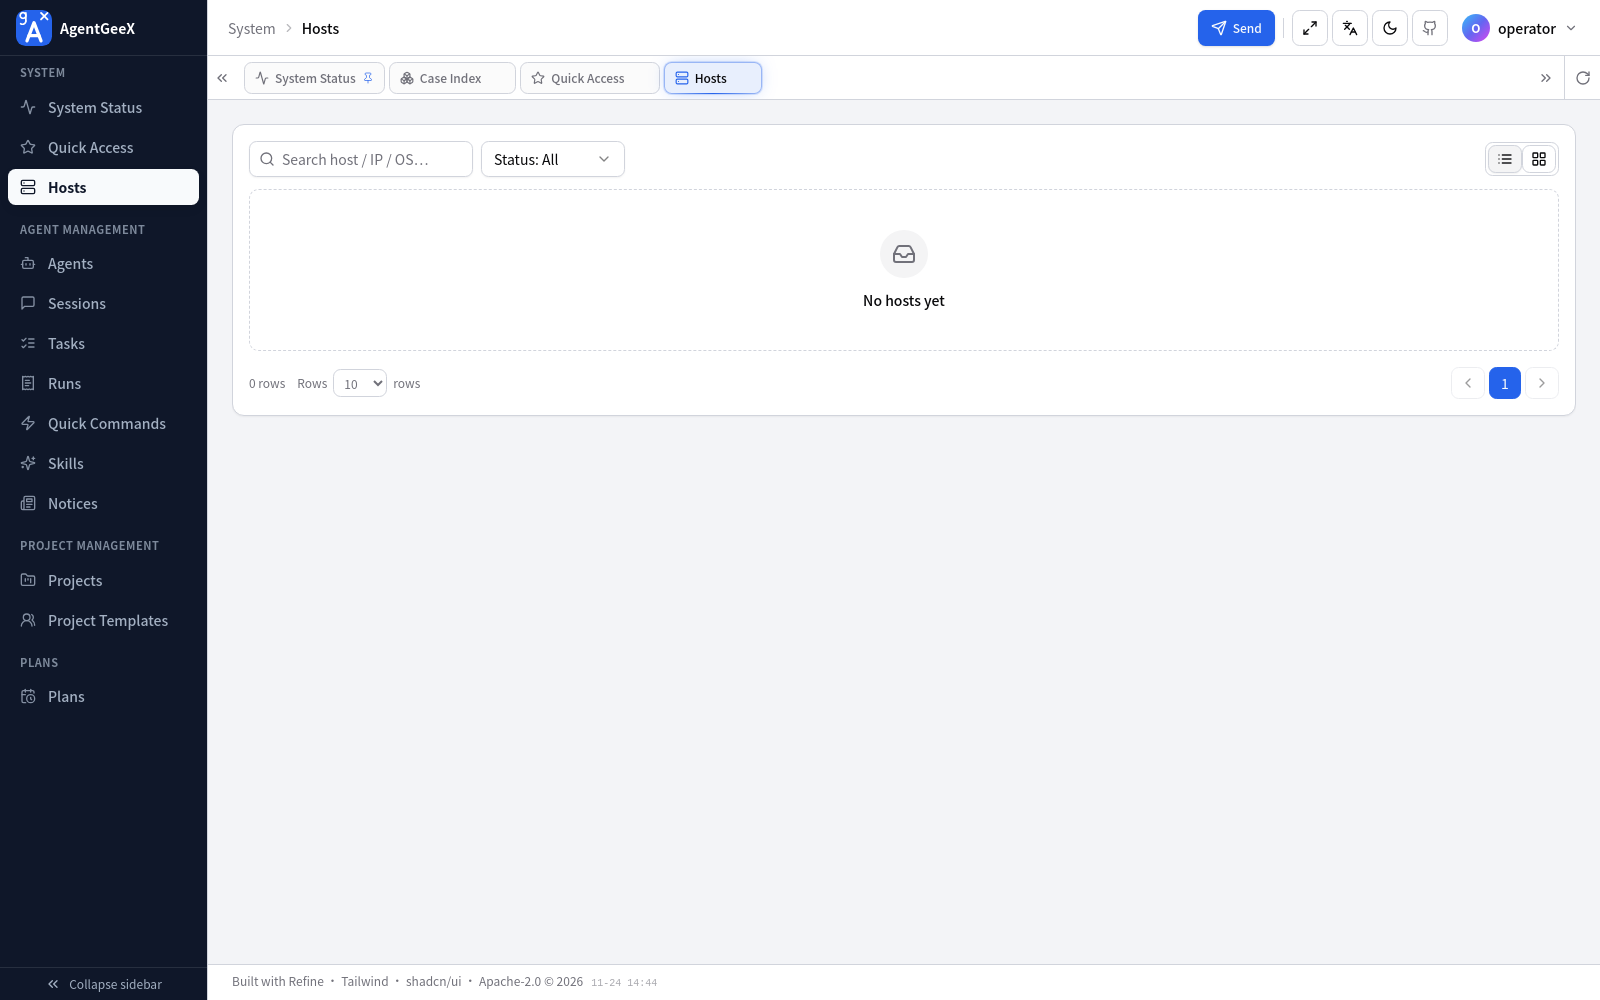 AgentGeeX
SYSTEM
System Status
Quick Access
Hosts
AGENT MANAGEMENT
Agents
Sessions
Tasks
Runs
Quick Commands
Skills
Notices
PROJECT MANAGEMENT
Projects
Project Templates
PLANS
Plans
Collapse sidebar
System > Hosts
Send
O operator
System Status Case Index Quick Access Hosts
Search host / IP / OS...
Status: All
No hosts yet
0 rows Rows 10 rows
1
Built with Refine • Tailwind • shadcn/ui • Apache-2.0 © 2026 11-24 14:44